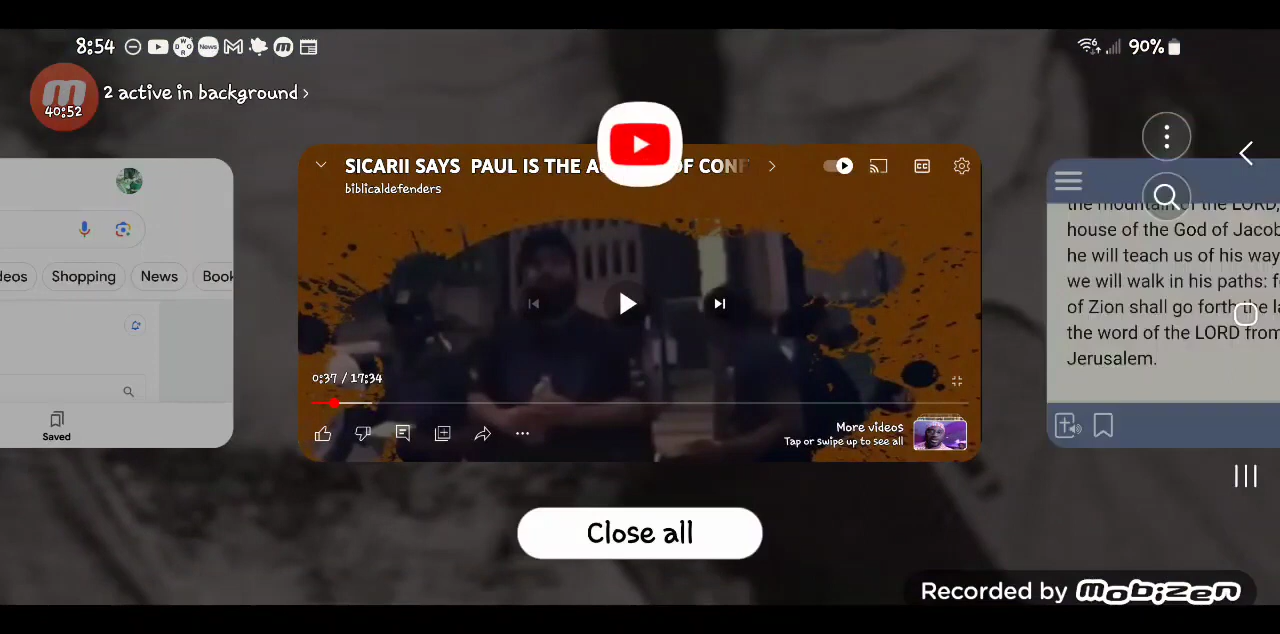 8:54
90%
40:52
2 active in background >
SICARII SAYS PAUL IS THE A OF CONF
biblicaldefenders
CC
deos
Shopping
News
Book
Saved
0:37 / 17:34
More videos
Tap or swipe up to see all
the mountain of the LORD,
house of the God of Jacob
he will teach us of his way
we will walk in his paths: f
of Zion shall go forth the la
the word of the LORD from
Jerusalem.
Close all
Recorded by mobizen